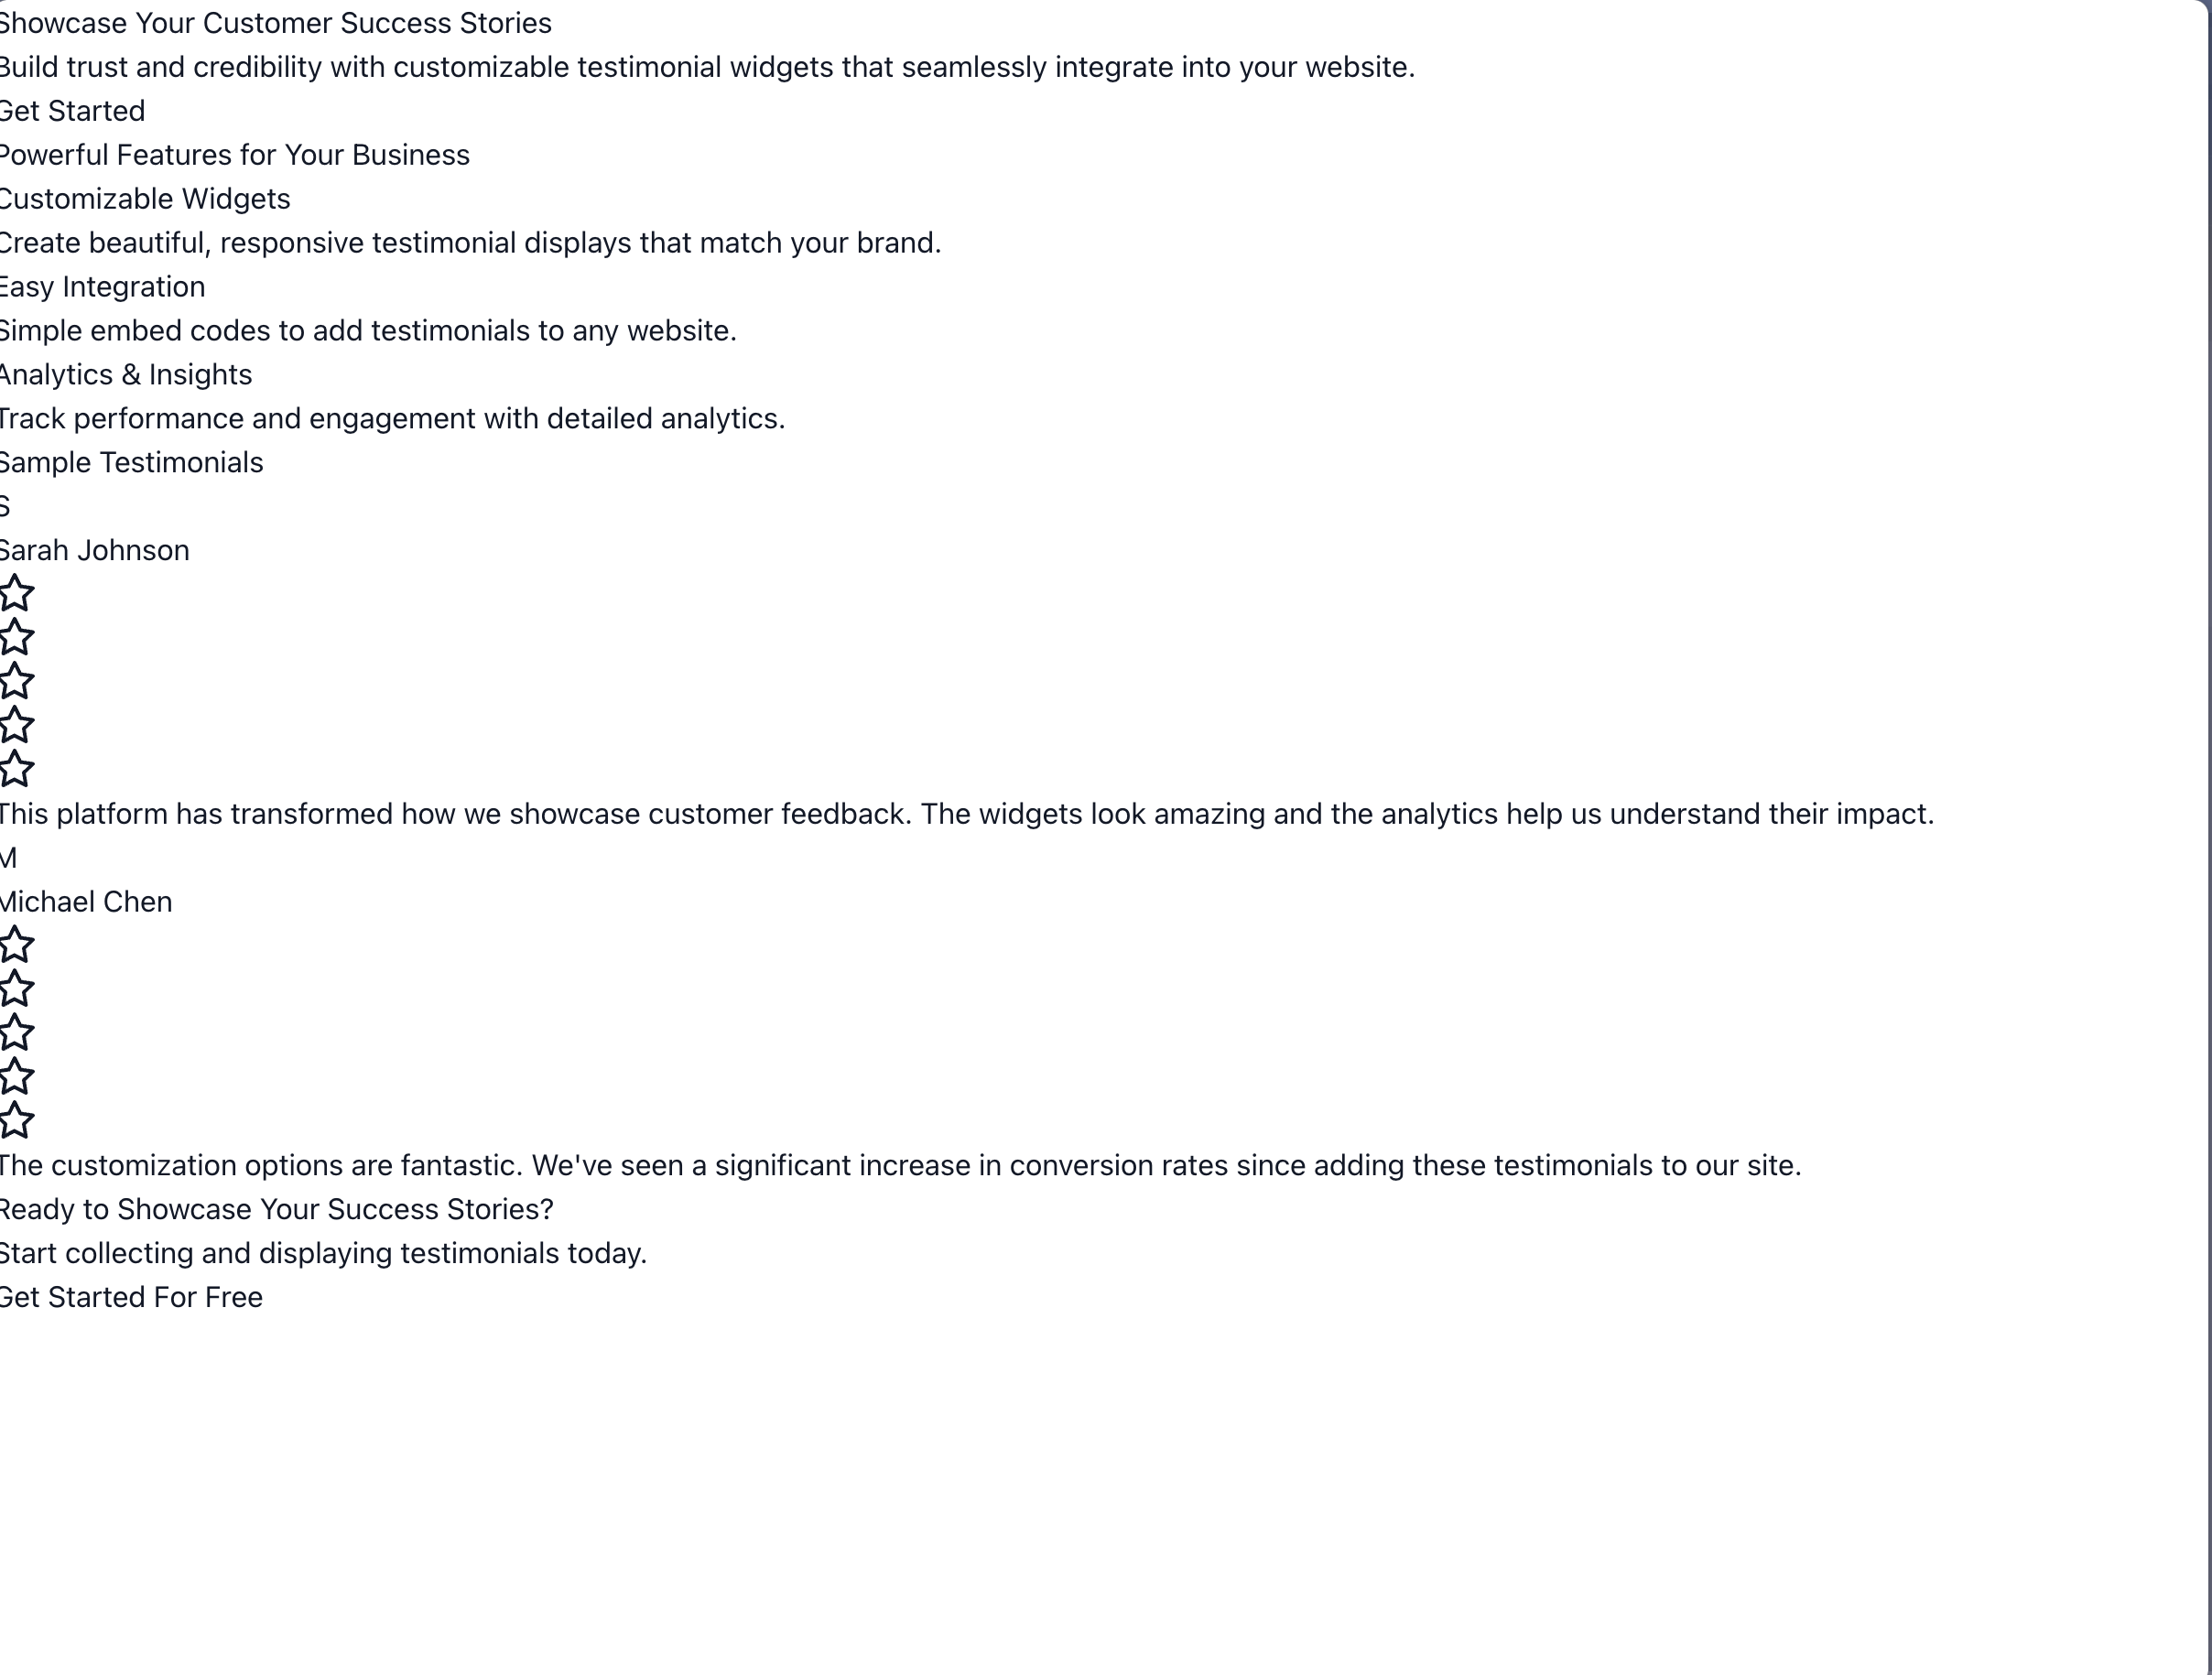 Showcase Your Customer Success Stories
Build trust and credibility with customizable testimonial widgets that seamlessly integrate into your website.
Get Started
Powerful Features for Your Business
Customizable Widgets
Create beautiful, responsive testimonial displays that match your brand.
Easy Integration
Simple embed codes to add testimonials to any website.
Analytics & Insights
Track performance and engagement with detailed analytics.
Sample Testimonials
S
Sarah Johnson
This platform has transformed how we showcase customer feedback. The widgets look amazing and the analytics help us understand their impact.
M
Michael Chen
The customization options are fantastic. We've seen a significant increase in conversion rates since adding these testimonials to our site.
Ready to Showcase Your Success Stories?
Start collecting and displaying testimonials today.
Get Started For Free